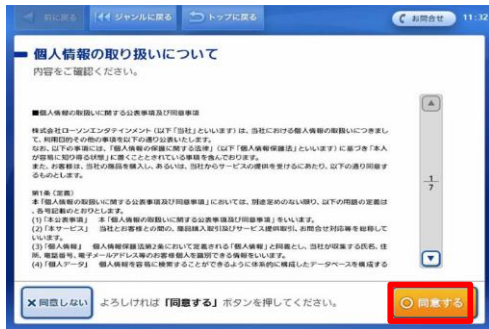 前に戻る
ジャンルに戻る
トップに戻る
お問合せ
11:32
個人情報の取り扱いについて
内容をご確認ください。
■個人情報の取扱いに関する公表事項及び同意事項
株式会社ローソンエンタテインメント(以下「当社」といいます)は、当社における個人情報の取扱いにつきまし
て、利用目的その他の事項を以下の通り公表いたします。
なお、以下の事項には、「個人情報の保護に関する法律」(以下「個人情報保護法」といいます)に基づき「本人
が容易に知り得る状態」に置くこととされている事項を含んでおります。
また、お客様は、当社の商品を購入し、あるいは、当社からサービスの提供を受けるにあたり、以下の通り同意す
るものとします。
第1条(定義)
本「個人情報の取扱いに関する公表事項及び同意事項」においては、別途定めのない限り、以下の用語の定義は
、各号記載のとおりとします。
(1)「本公表事項」 本「個人情報の取扱いに関する公表事項及び同意事項」をいいます。
(2)「本サービス」 当社とお客様との間の、商品購入取引及びサービス提供取引、お問合せ対応等を総称して
いいます。
(3)「個人情報」 個人情報保護法第2条において定義される「個人情報」と同義とし、当社が収集する氏名、住
所、電話番号、電子メールアドレス等のお客様個人を識別できる情報をいいます。
(4)「個人データ」 個人情報を容易に検索することができるように体系的に構成したデータベースを構成する
1
7
×同意しない
よろしければ「同意する」ボタンを押してください。
○ 同意する